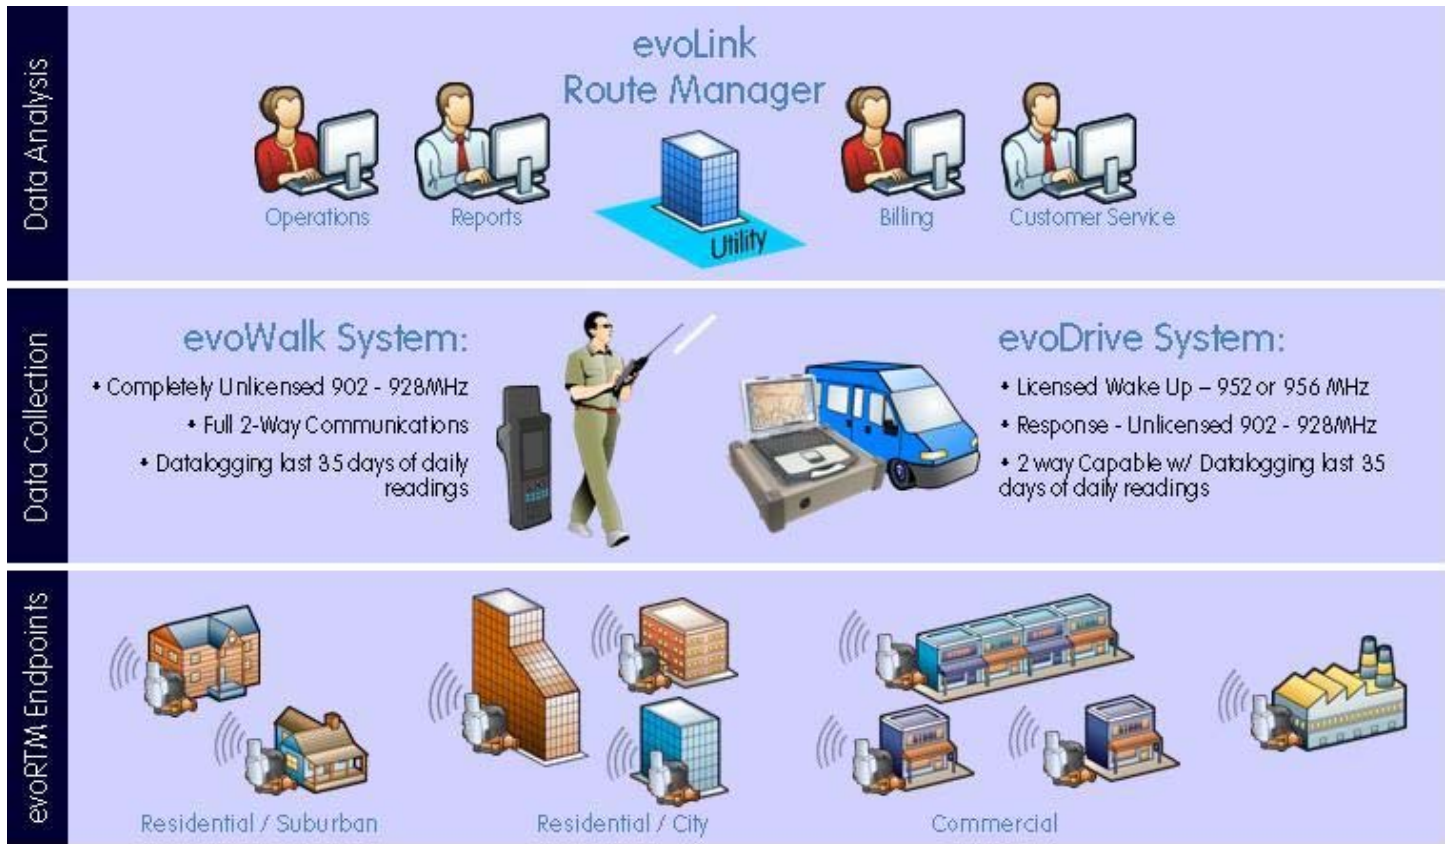 Data Analysis
evoLink
Route Manager
Operations
Reports
Utility
Billing
Customer Service
Data Collection
evoWalk System:
• Completely Unlicensed 902 - 928MHz
• Full 2-Way Communications
• Datalogging last 35 days of daily
readings
evoDrive System:
• Licensed Wake Up – 952 or 956 MHz
• Response - Unlicensed 902 - 928MHz
• 2 way Capable w/ Datalogging last 35
days of daily readings
evoRTM Endpoints
Residential / Suburban
Residential / City
Commercial